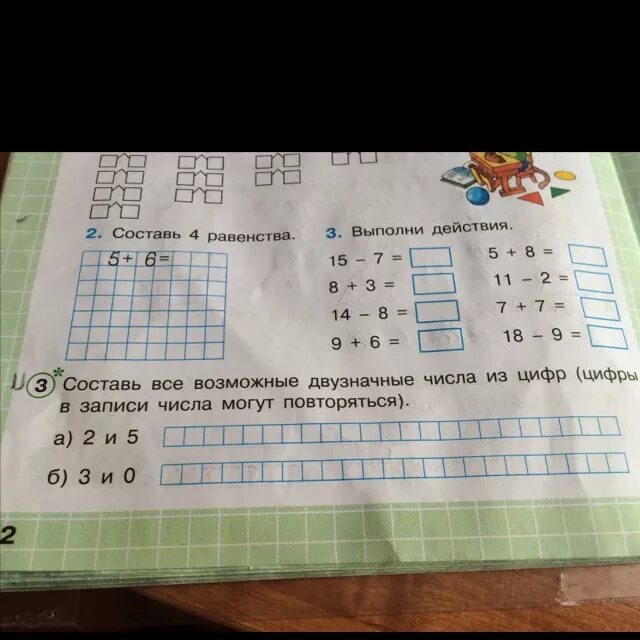 2. Составь 4 равенства.
5+ 6=
3. Выполни действия.
15 – 7 =
5 + 8 =
8 + 3 =
11 – 2 =
14 – 8 =
7 + 7 =
9 + 6 =
18 – 9 =
3* Составь все возможные двузначные числа из цифр (цифры
в записи числа могут повторяться).
а) 2 и 5
б) 3 и 0
2